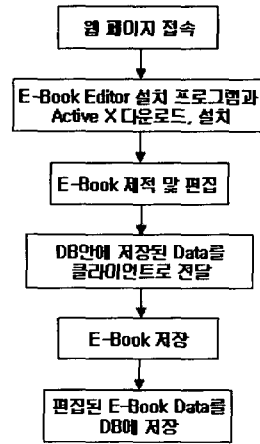 웹 페이지 접속
E-Book Editor 설치 프로그램과
Active X 다운로드, 설치
E-Book 제적 및 편집
DB안에 저장된 Data를
클라이언트로 전달
E-Book 저장
편집된 E-Book Data를
DB에 저장